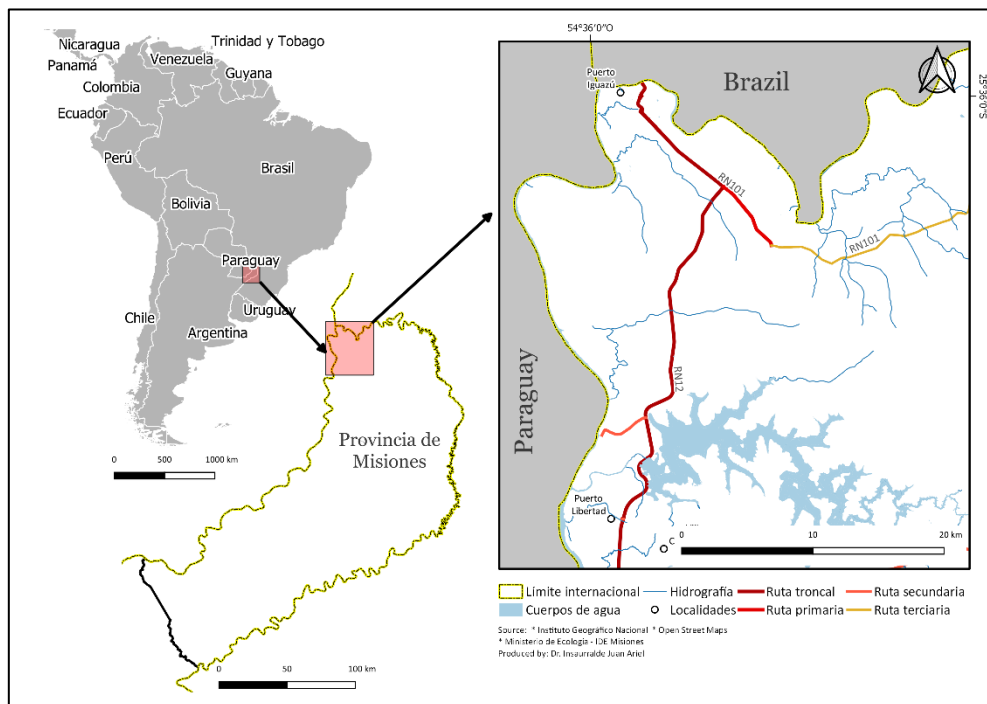 Nicaragua
Trinidad y Tobago
Panamá
Venezuela
Guyana
Colombia
Ecuador
Perú
Brasil
Bolivia
Paraguay
Chile
Uruguay
Argentina
0 500 1000 km
Provincia de
Misiones
0 50 100 km
54°36'0"O
25°36'0"S
Puerto
Iguazú
Brazil
RN101
RN101
Paraguay
RN12
Puerto
Libertad
C
0 10 20 km
Límite internacional
Hidrografía
Ruta troncal
Ruta secundaria
Cuerpos de agua
Localidades
Ruta primaria
Ruta terciaria
Source: * Instituto Geográfico Nacional * Open Street Maps
* Ministerio de Ecología - IDE Misiones
Produced by: Dr. Insaurralde Juan Ariel